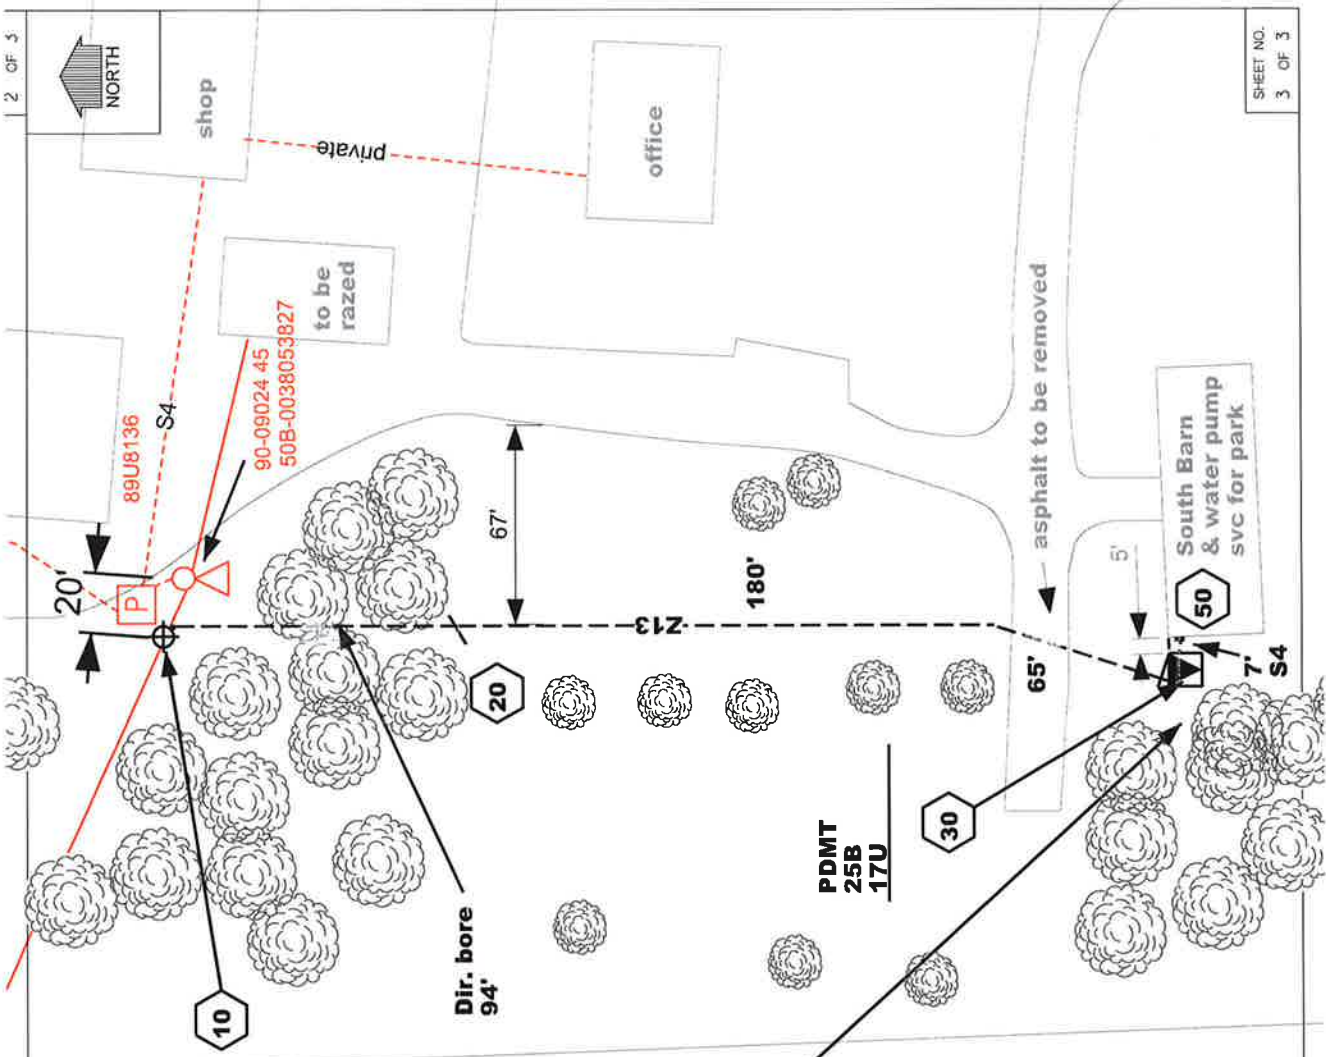 2 OF 3
NORTH
shop
private
office
SHEET NO.
3 OF 3
to be
razed
90-09024 45
50B-0038053827
89U8136
S4
20'
P
67'
180'
Z13
asphalt to be removed
South Barn
& water pump
svc for park
5'
50
7'
S4
65'
20
30
PDMT
25B
17U
Dir. bore
94'
10